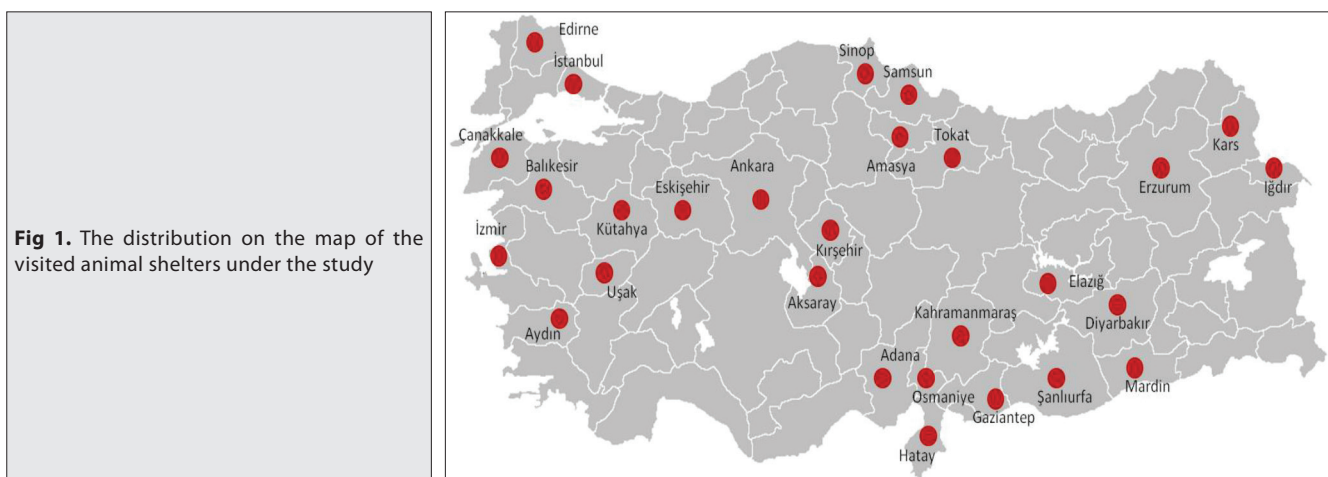 Fig 1. The distribution on the map of the
visited animal shelters under the study
Edirne
İstanbul
Sinop
Samsun
Çanakkale
Balıkesir
Eskişehir
Ankara
Amasya
Tokat
Kars
Erzurum
Iğdır
İzmir
Kütahya
Kırşehir
Uşak
Aksaray
Elazığ
Aydın
Kahramanmaraş
Diyarbakır
Adana
Osmaniye
Gaziantep
Şanlıurfa
Mardin
Hatay